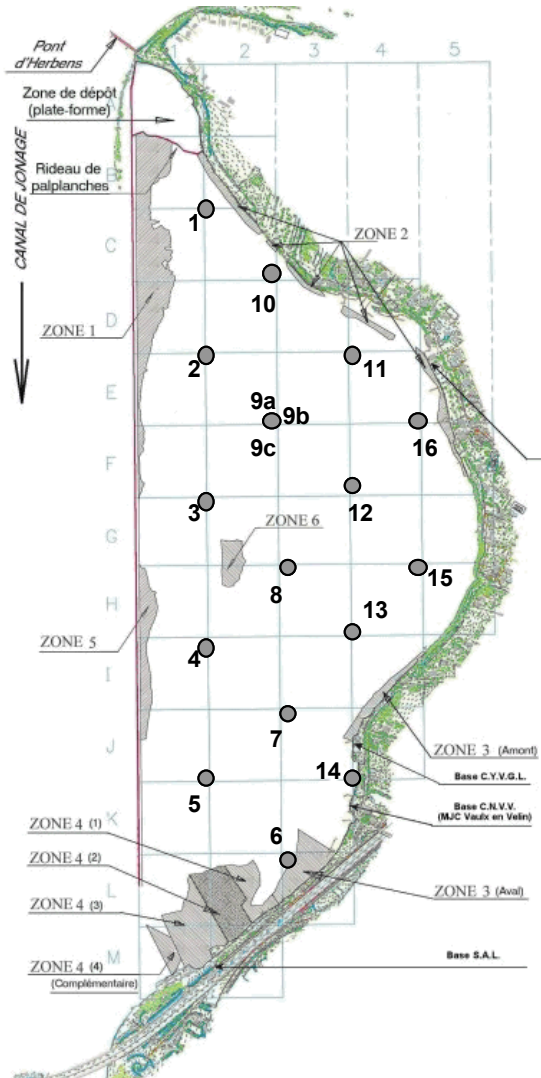 Pont
d'Herbens
1
2
3
4
5
Zone de dépôt
(plate-forme)
Rideau de
palplanches
B
CANAL DE JONAGE
1
ZONE 2
C
10
D
ZONE 1
2
11
E
9a
9b
9c
16
F
3
12
G
ZONE 6
8
15
H
13
ZONE 5
4
I
7
ZONE 3 (Amont)
J
14
Base C.Y.V.G.L.
5
Base C.N.V.V.
(MJC Vaulx en Velin)
K
ZONE 4 (1)
6
ZONE 4 (2)
L
ZONE 3 (Aval)
ZONE 4 (3)
M
Base S.A.L.
ZONE 4 (4)
(Complémentaire)